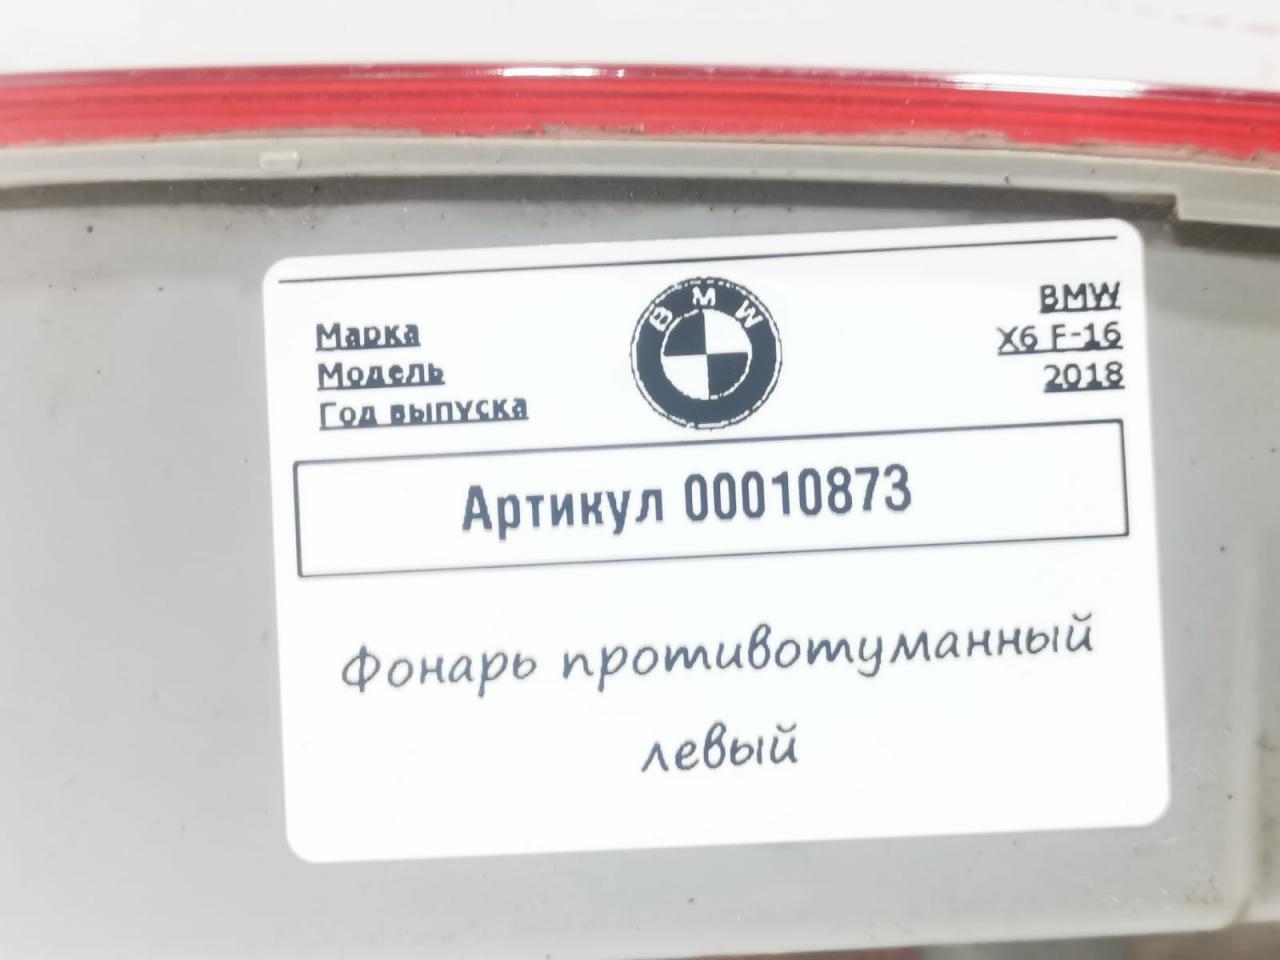 Марка BMW
Модель X6 F-16
Год выпуска 2018
BMW
Артикул 00010873
Фонарь противотуманный
левый